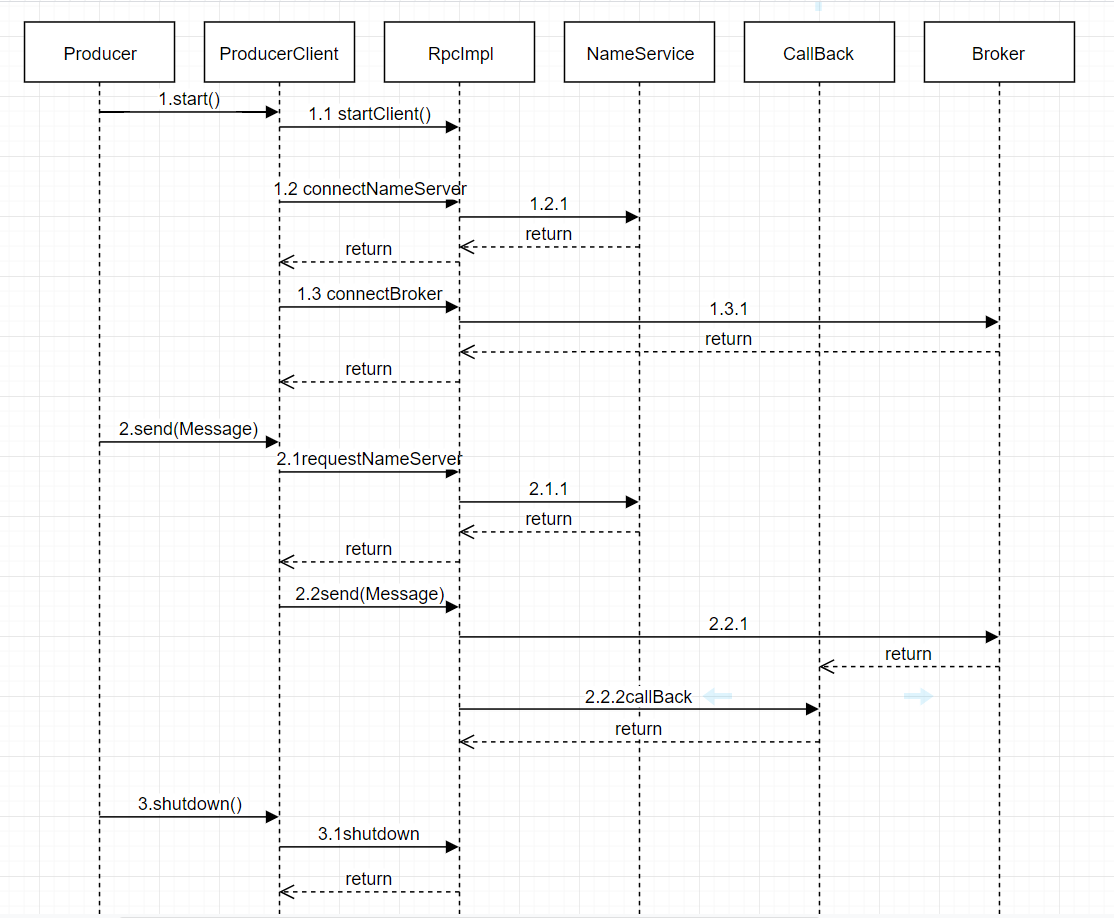 Producer
ProducerClient
RpcImpl
NameService
CallBack
Broker
1.start()
1.1 startClient()
1.2 connectNameServer
1.2.1
return
return
1.3 connectBroker
1.3.1
return
return
2.send(Message)
2.1requestNameServer
2.1.1
return
return
2.2send(Message)
2.2.1
return
2.2.2callBack
return
3.shutdown()
3.1shutdown
return